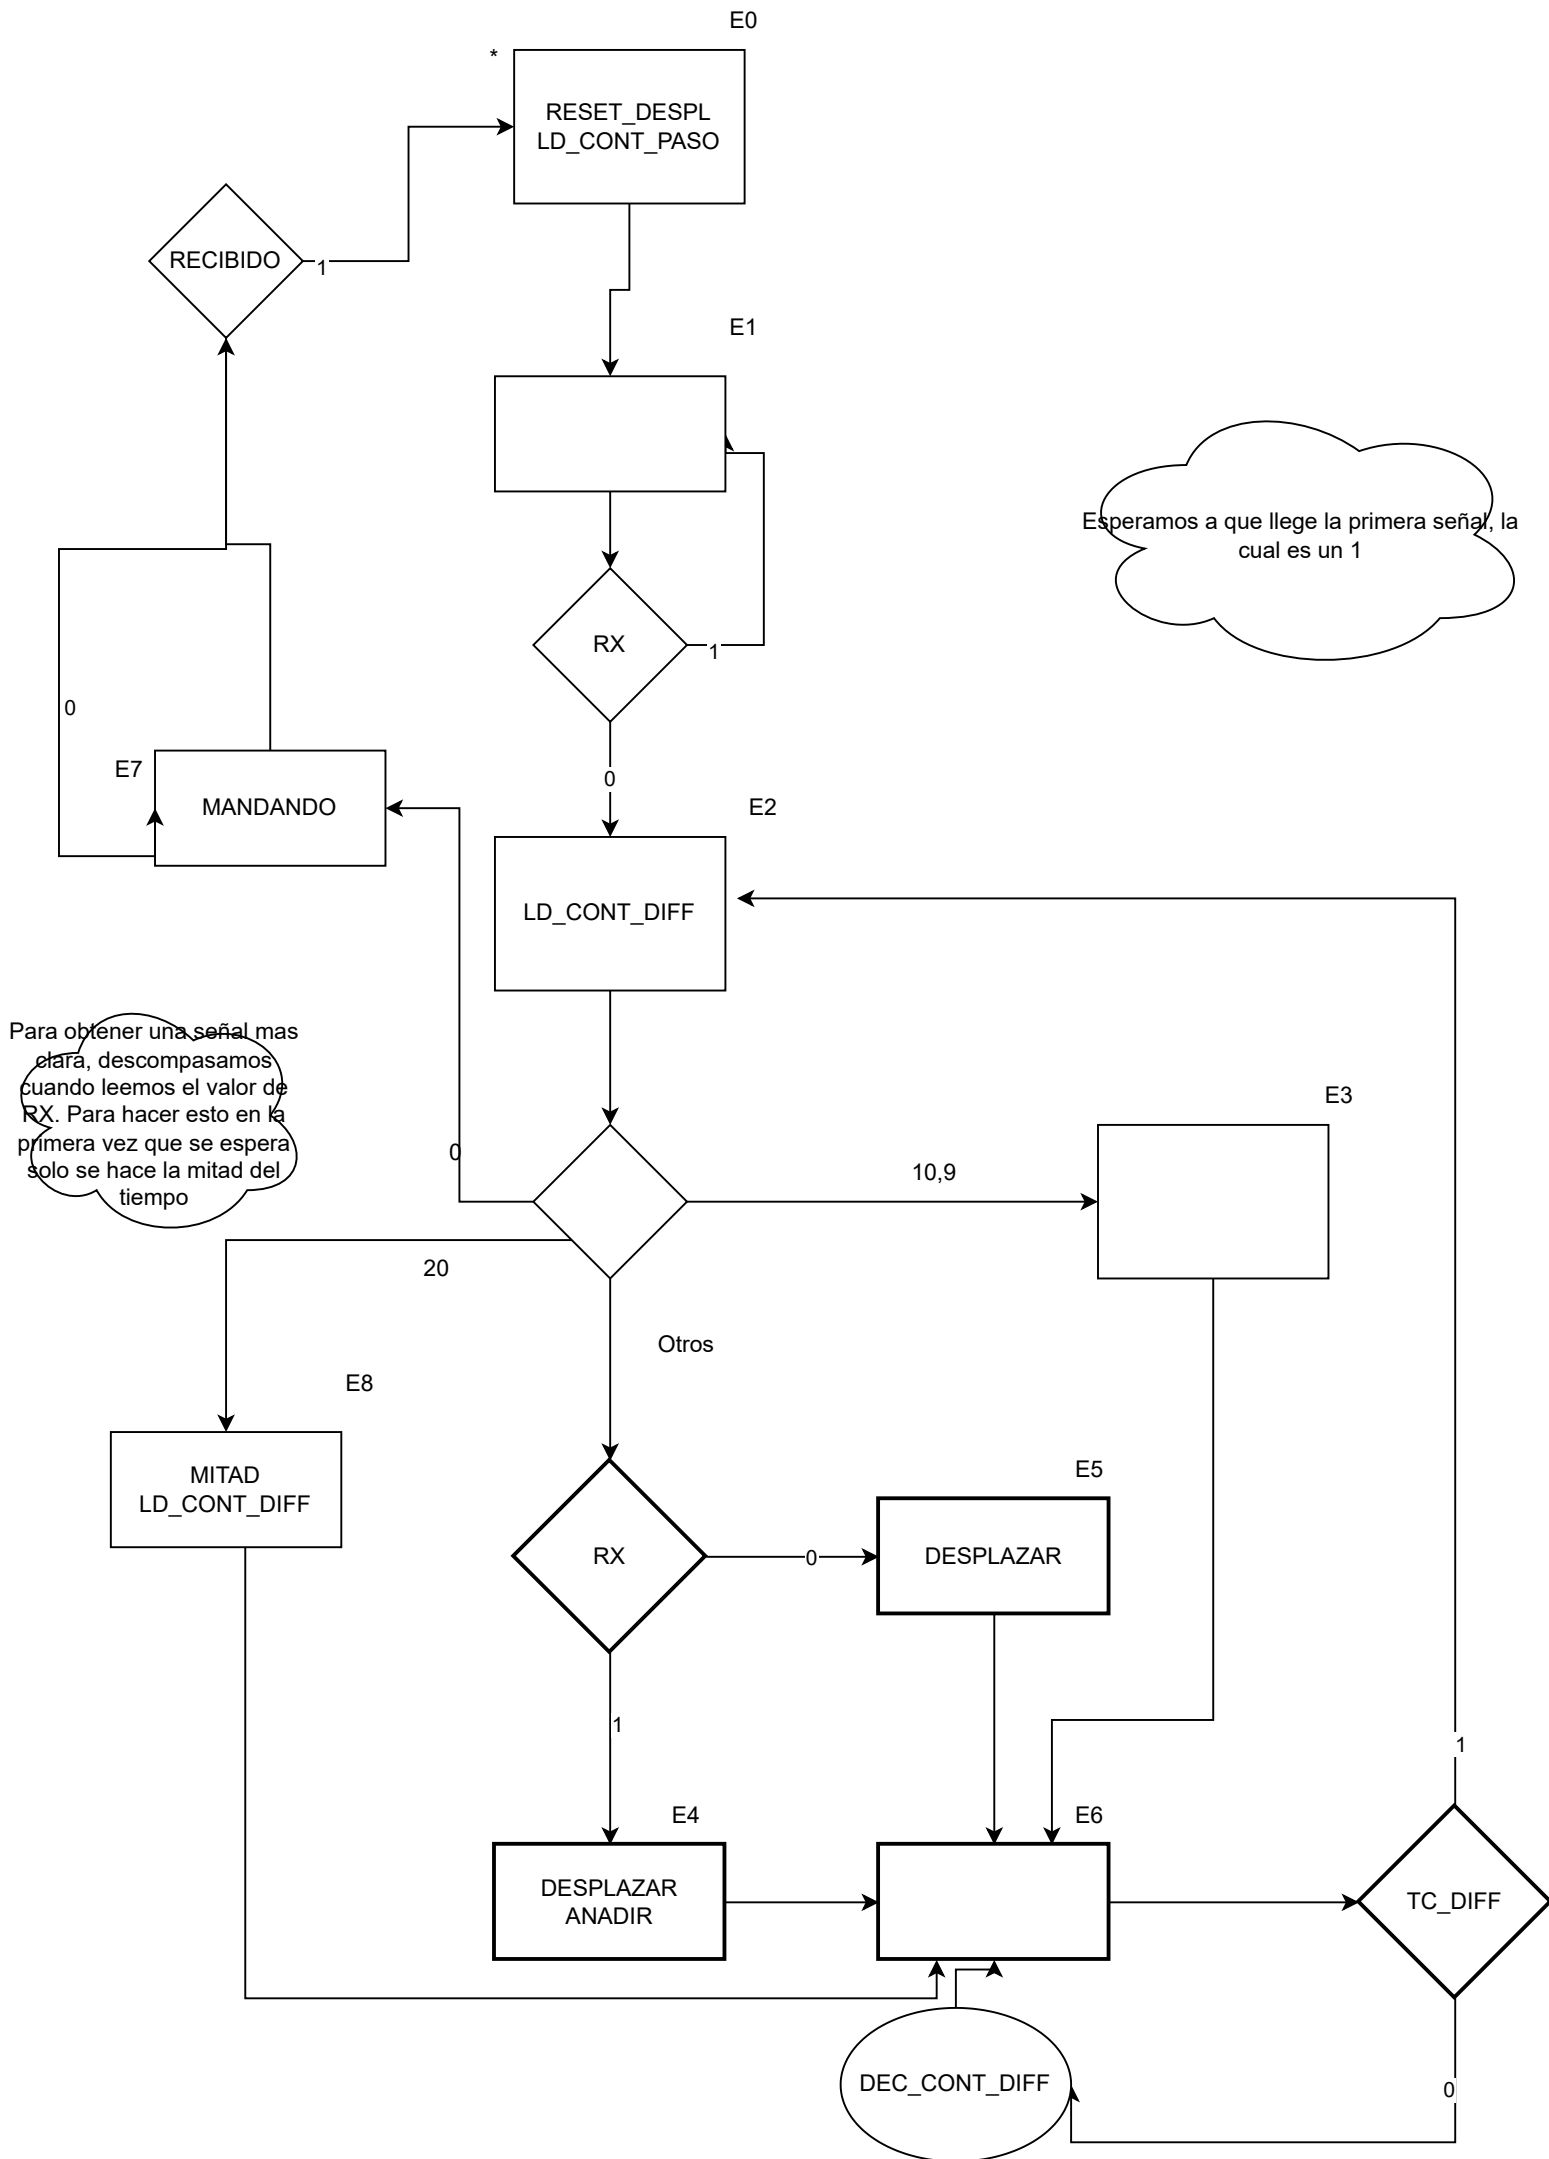 E0
*
RESET_DESPL
LD_CONT_PASO
RECIBIDO
1
E1
Esperamos a que llege la primera señal, la
cual es un 1
RX
1
0
0
E7
MANDANDO
E2
LD_CONT_DIFF
Para obtener una señal mas
clara, descompasamos
cuando leemos el valor de
RX. Para hacer esto en la
primera vez que se espera
solo se hace la mitad del
tiempo
0
10,9
E3
20
Otros
E8
MITAD
LD_CONT_DIFF
RX
0
E5
DESPLAZAR
1
1
E4
DESPLAZAR
ANADIR
E6
TC_DIFF
DEC_CONT_DIFF
0